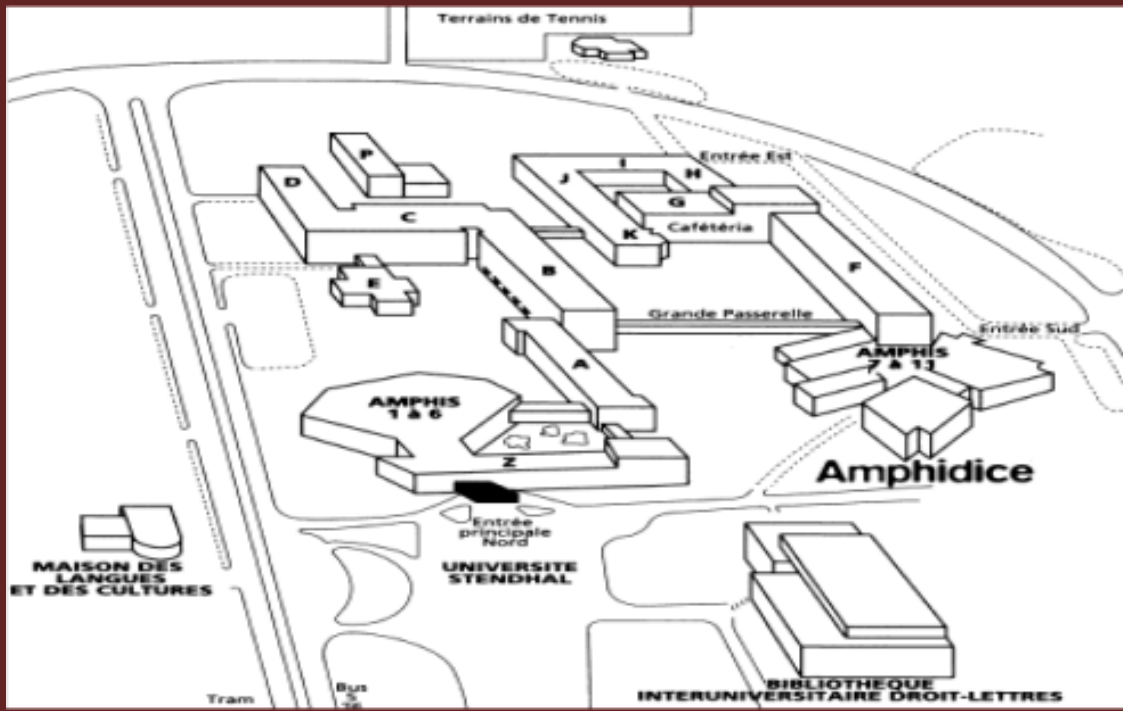 Terrains de Tennis
P
D
I
Entrée Est
J
H
G
C
Cafétéria
K
B
F
E
Grande Passerelle
Entrée Sud
A
AMPHIS
7 à 11
AMPHIS
1 à 6
Z
Amphidice
Entrée
principale
Nord
MAISON DES
LANGUES
ET DES CULTURES
UNIVERSITE
STENDHAL
BIBLIOTHEQUE
INTERUNIVERSITAIRE DROIT-LETTRES
Tram
Bus
5